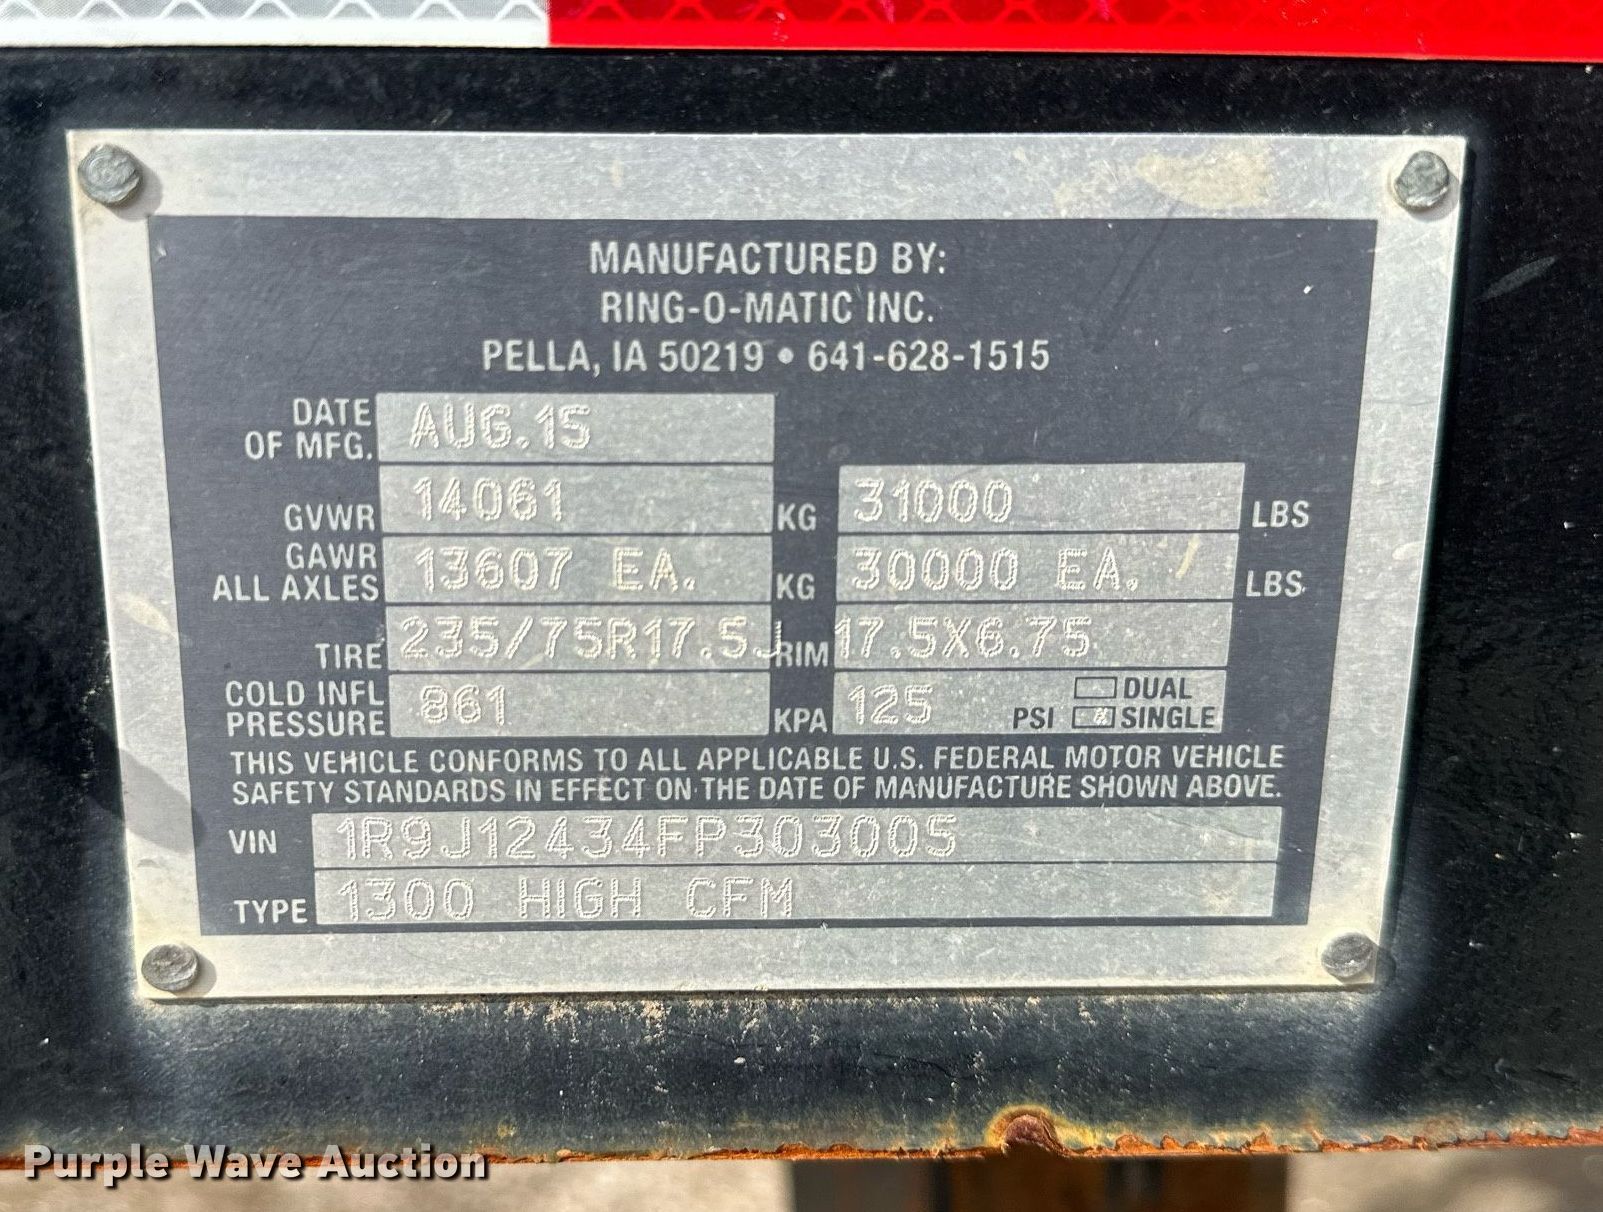 MANUFACTURED BY:
RING-O-MATIC INC.
PELLA, IA 50219 • 641-628-1515
DATE OF MFG. AUG.15
GVWR 14061 KG 31000 LBS
GAWR ALL AXLES 13607 EA. KG 30000 EA. LBS.
TIRE 235/75R17.5J RIM 17.5X6.75
COLD INFL PRESSURE 861 KPA 125 PSI DUAL SINGLE
THIS VEHICLE CONFORMS TO ALL APPLICABLE U.S. FEDERAL MOTOR VEHICLE
SAFETY STANDARDS IN EFFECT ON THE DATE OF MANUFACTURE SHOWN ABOVE.
VIN 1R9J12434FP303005
TYPE 1300 HIGH CFM
Purple Wave Auction